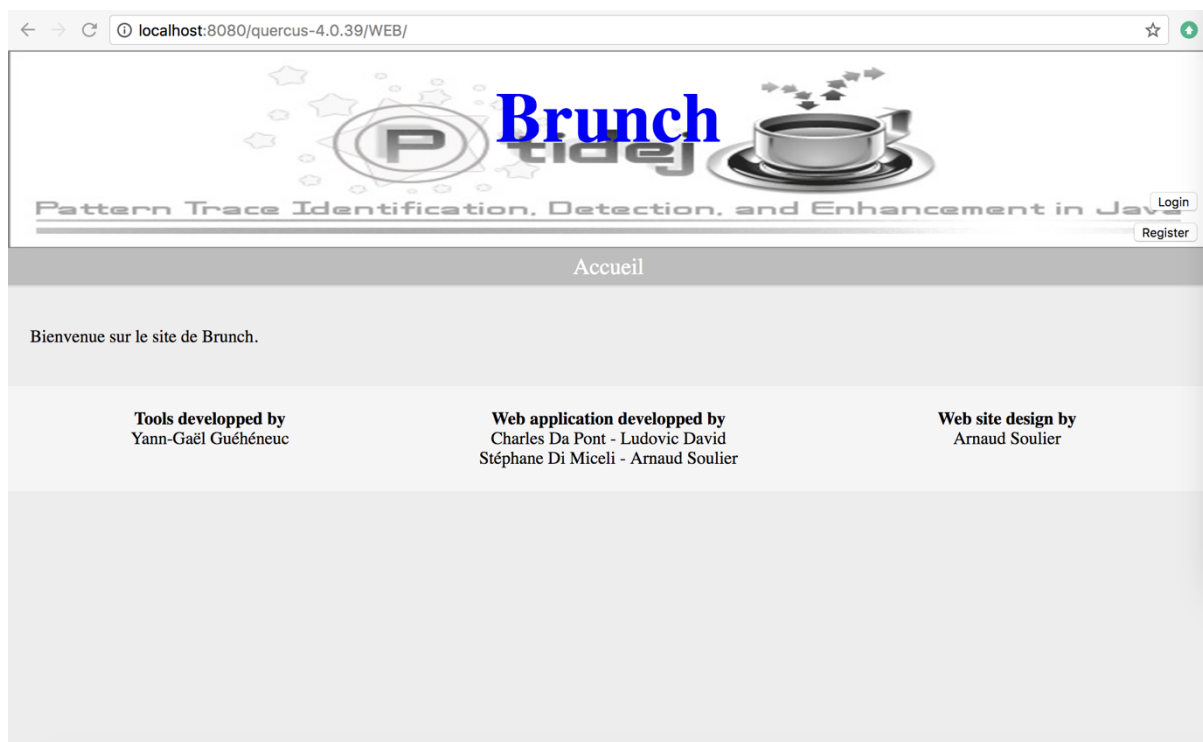 localhost:8080/quercus-4.0.39/WEB/
Brunch
Ptidej
Pattern Trace Identification, Detection, and Enhancement in Java
Login
Register
Accueil
Bienvenue sur le site de Brunch.
Tools developped by
Yann-Gaël Guéhéneuc
Web application developped by
Charles Da Pont - Ludovic David
Stéphane Di Miceli - Arnaud Soulier
Web site design by
Arnaud Soulier